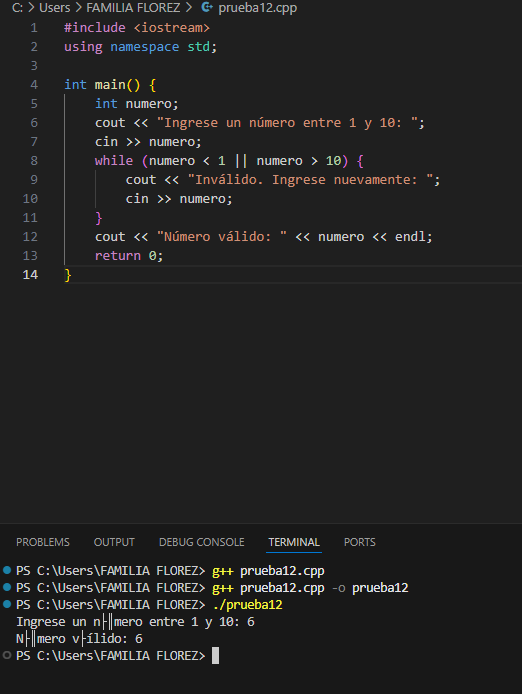 C: > Users > FAMILIA FLOREZ > prueba12.cpp
1 #include <iostream>
2 using namespace std;
3
4 int main() {
5     int numero;
6     cout << "Ingrese un número entre 1 y 10: ";
7     cin >> numero;
8     while (numero < 1 || numero > 10) {
9         cout << "Inválido. Ingrese nuevamente: ";
10         cin >> numero;
11     }
12     cout << "Número válido: " << numero << endl;
13     return 0;
14 }
PROBLEMS OUTPUT DEBUG CONSOLE TERMINAL PORTS
PS C:\Users\FAMILIA FLOREZ> g++ prueba12.cpp
PS C:\Users\FAMILIA FLOREZ> g++ prueba12.cpp -o prueba12
PS C:\Users\FAMILIA FLOREZ> ./prueba12
Ingrese un n├║mero entre 1 y 10: 6
N├║mero v├ílido: 6
PS C:\Users\FAMILIA FLOREZ>